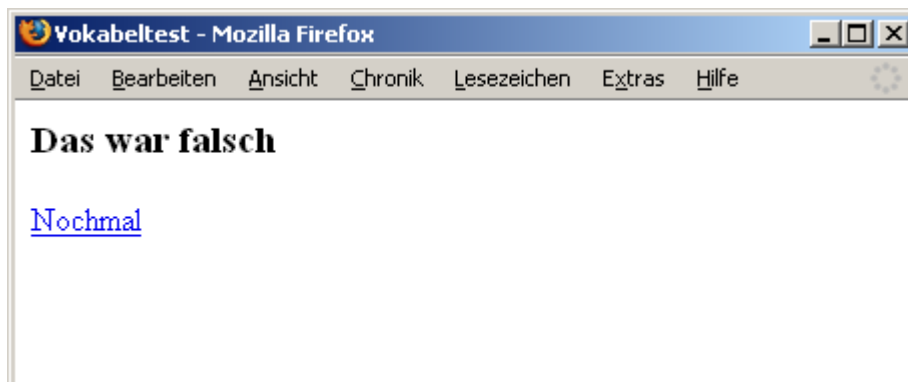 Vokabeltest - Mozilla Firefox
Datei Bearbeiten Ansicht Chronik Lesezeichen Extras Hilfe
Das war falsch
Nochmal